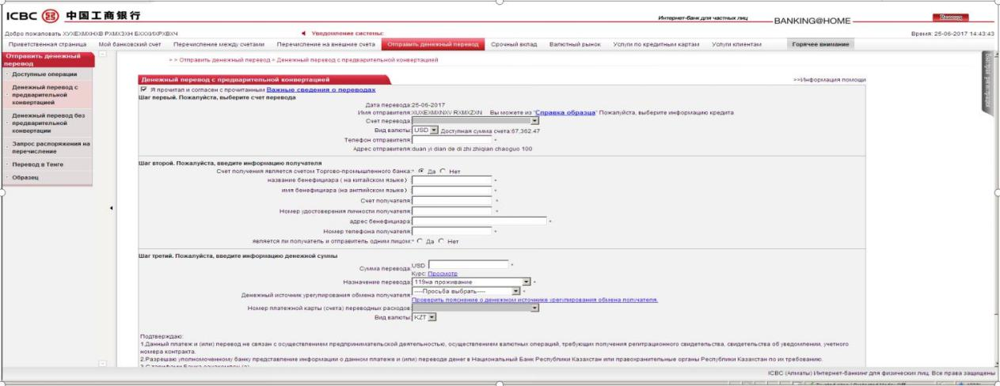 ICBC 中国工商银行
Интернет-банк для частных лиц BANKING@HOME
Добро пожаловать XУXEXMXHXB PXMX3XH БXXXИXPXBXЧ
Уведомление системы:
Время: 25-06-2017 14:43:43
Приветственная страница Мой банковский счет Перечисление между счетами Перечисление на внешние счета Отправить денежный перевод Срочный вклад Валютный рынок Услуги по кредитным картам Услуги клиентам Горячее внимание
Отправить денежный
перевод
Доступные операции
Денежный перевод с
предварительной
конвертацией
Денежный перевод без
предварительной
конвертации
Запрос распоряжения на
перечисление
Перевод в Тенге
Образец
> > Отправить денежный перевод > Денежный перевод с предварительной конвертацией
Денежный перевод с предварительной конвертацией
>>Информация помощи
Я прочитал и согласен с прочитанным Важные сведения о переводах
Шаг первый. Пожалуйста, выберите счет перевода
Дата перевода:25-06-2017
Имя отправителя:XUXEXMXNXV RXMXZXN Вы можете из "Справка образца" Пожалуйста, выберите информацию кредита
Счет перевода:
Вид валюты: USD Доступная сумма счета:67,362.47
Телефон отправителя: *
Адрес отправителя:duan yi dian de di zhi zhiqian chaoguo 100
Шаг второй. Пожалуйста, введите информацию получателя
Счет получения является счетом Торгово-промышленного банка:* Да Нет
название бенефициара ( на китайском языке ) : *
имя бенефициара (на английском языке) : *
Счет получателя: *
Номер удостоверения личности получателя: *
адрес бенефициара: *
Номер телефона получателя: *
является ли получатель и отправитель одним лицом:* Да Нет
Шаг третий. Пожалуйста, введите информацию денежной суммы
Сумма перевода: USD *
Курс: Просмотр
Назначение перевода: 119на проживание *
Денежный источник урегулирования обмена получателя: ----Просьба выбрать---- *
Проверить пояснение о денежном источнике урегулирования обмена получателя.
Номер платежной карты (счета) переводных расходов:
Вид валюты: KZT
Подтверждаю:
1.Данный платеж и (или) перевод не связан с осуществлением предпринимательской деятельностью, осуществлением валютных операций, требующих получения регитрационного свидетельства, свидетельства об уведомлении, учетного
номера контракта.
2.Разрешаю уполномоченному банку представление информации о данном платеже и (или) переводе денег в Национальный Банк Республики Казакстан или правохранительные органы Республики Казакстан по их требованию.
ICBC (Алматы) Интернет-банкинг для физических лиц. Все права защищены